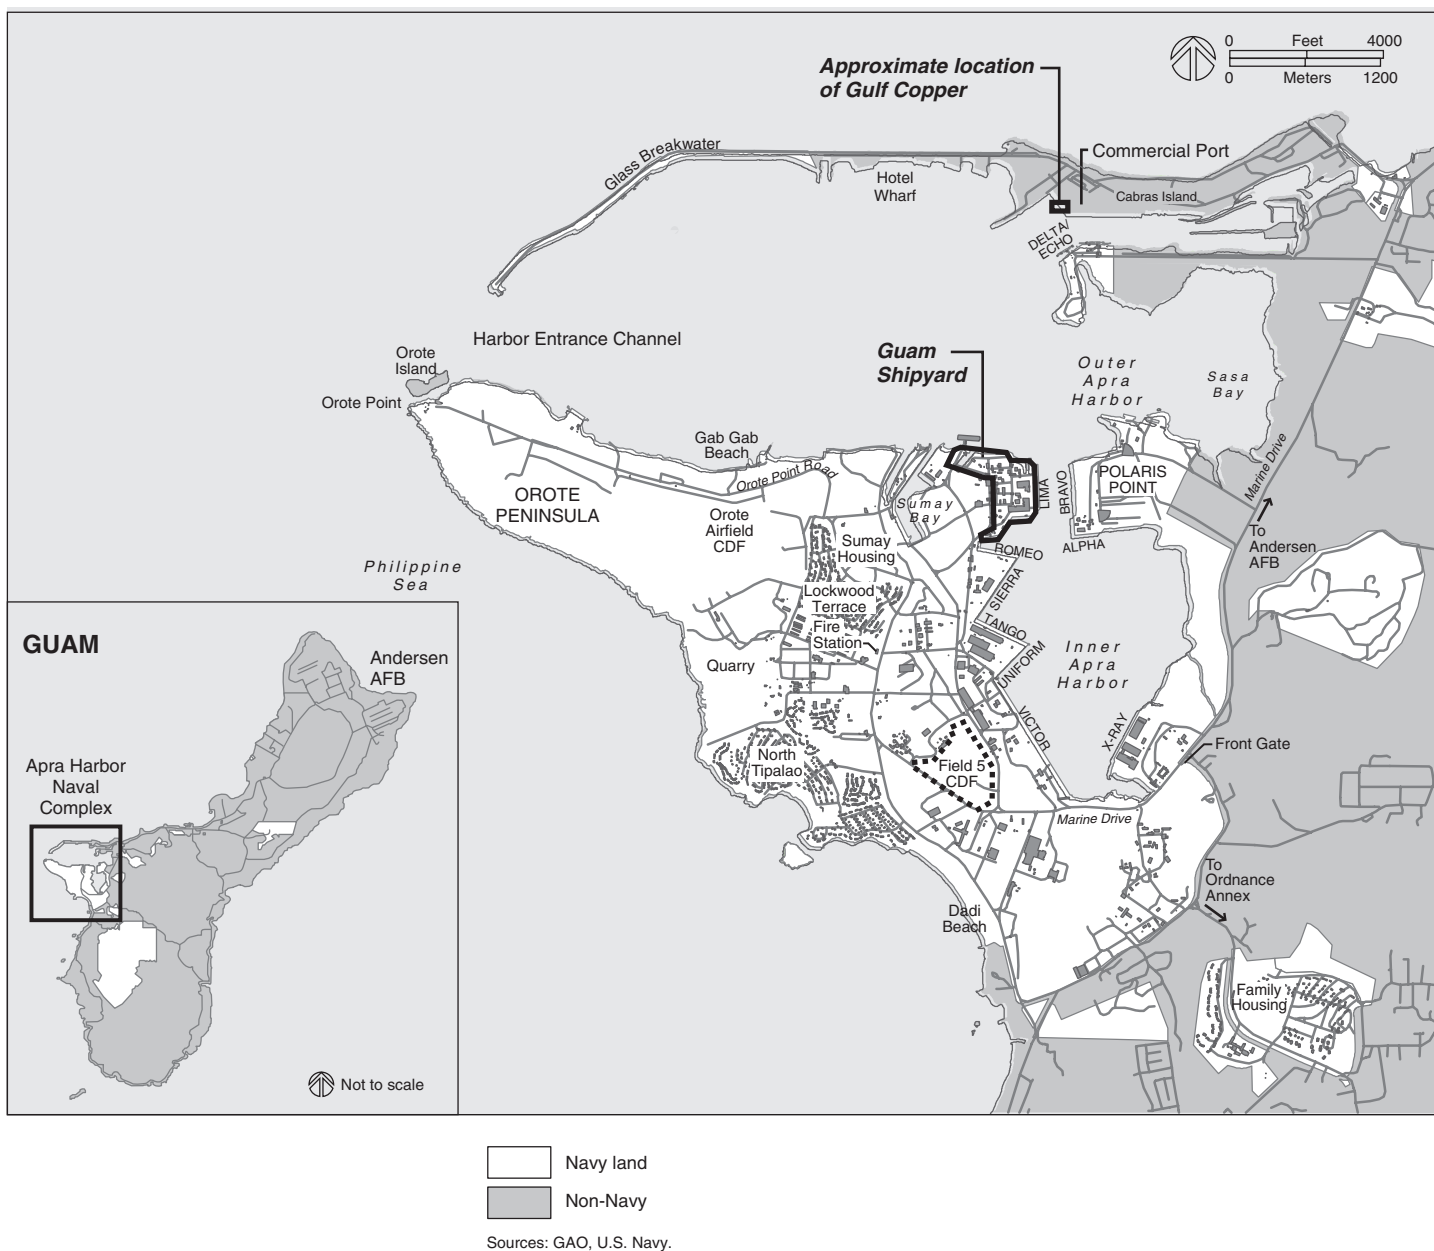 0 Feet 4000
0 Meters 1200
Approximate location
of Gulf Copper
Glass Breakwater
Commercial Port
Hotel
Wharf
Cabras Island
DELTA/
ECHO
Harbor Entrance Channel
Orote
Island
Orote Point
Guam
Shipyard
Outer
Apra
Harbor
Sasa
Bay
Gab Gab
Beach
Orote Point Road
OROTE
PENINSULA
Orote
Airfield
CDF
Sumay
Bay
LIMA
BRAVO
POLARIS
POINT
Marine Drive
To
Andersen
AFB
Sumay
Housing
ROMEO
ALPHA
Philippine
Sea
SIERRA
Lockwood
Terrace
Fire
Station
TANGO
UNIFORM
Inner
Apra
Harbor
Quarry
VICTOR
X-RAY
Front Gate
North
Tipalao
Field 5
CDF
Marine Drive
To
Ordnance
Annex
Dadi
Beach
Family
Housing
GUAM
Andersen
AFB
Apra Harbor
Naval
Complex
Not to scale
Navy land
Non-Navy
Sources: GAO, U.S. Navy.